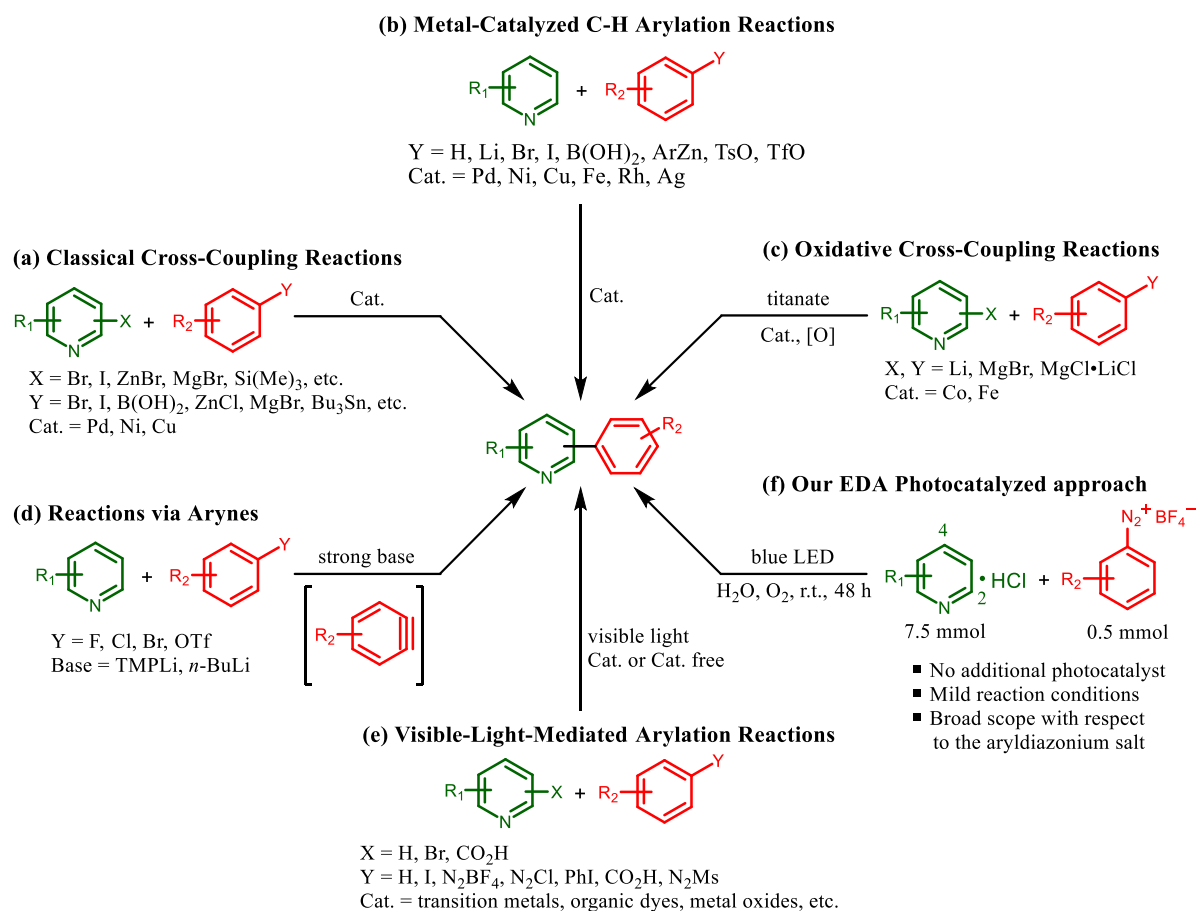 (b) Metal-Catalyzed C-H Arylation Reactions
R₁
N
+
R₂
Y
Y = H, Li, Br, I, B(OH)₂, ArZn, TsO, TfO
Cat. = Pd, Ni, Cu, Fe, Rh, Ag
Cat.
(a) Classical Cross-Coupling Reactions
R₁
N
X
+
R₂
Y
Cat.
X = Br, I, ZnBr, MgBr, Si(Me)₃, etc.
Y = Br, I, B(OH)₂, ZnCl, MgBr, Bu₃Sn, etc.
Cat. = Pd, Ni, Cu
(c) Oxidative Cross-Coupling Reactions
titanate
Cat., [O]
R₁
N
X
+
R₂
Y
X, Y = Li, MgBr, MgCl•LiCl
Cat. = Co, Fe
R₁
N
R₂
(d) Reactions via Arynes
R₁
N
+
R₂
Y
strong base
R₂
Y = F, Cl, Br, OTf
Base = TMPLi, n-BuLi
(f) Our EDA Photocatalyzed approach
blue LED
H₂O, O₂, r.t., 48 h
4
R₁
N
2
•HCl
+
R₂
N₂⁺BF₄⁻
7.5 mmol
0.5 mmol
▪ No additional photocatalyst
▪ Mild reaction conditions
▪ Broad scope with respect
to the aryldiazonium salt
visible light
Cat. or Cat. free
(e) Visible-Light-Mediated Arylation Reactions
R₁
N
X
+
R₂
Y
X = H, Br, CO₂H
Y = H, I, N₂BF₄, N₂Cl, PhI, CO₂H, N₂Ms
Cat. = transition metals, organic dyes, metal oxides, etc.